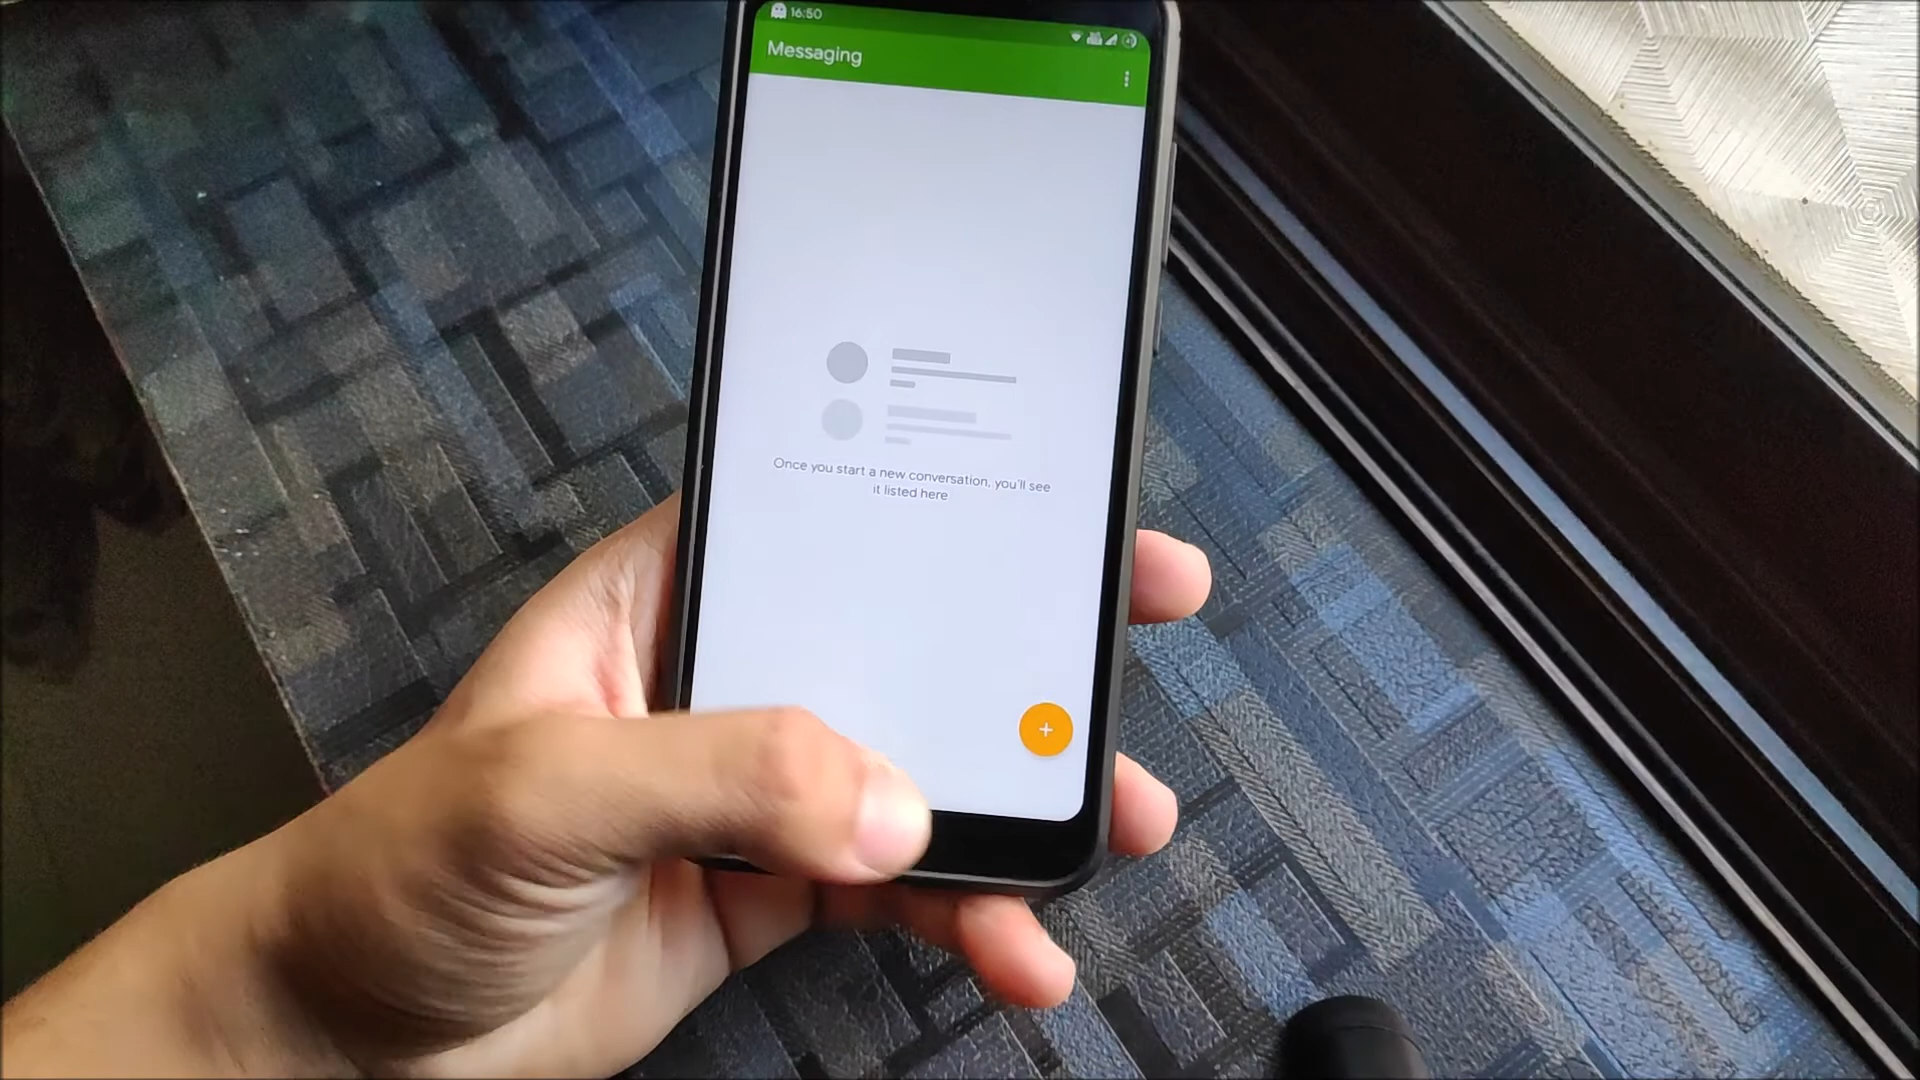 16:50
Messaging
Once you start a new conversation, you'll see
it listed here